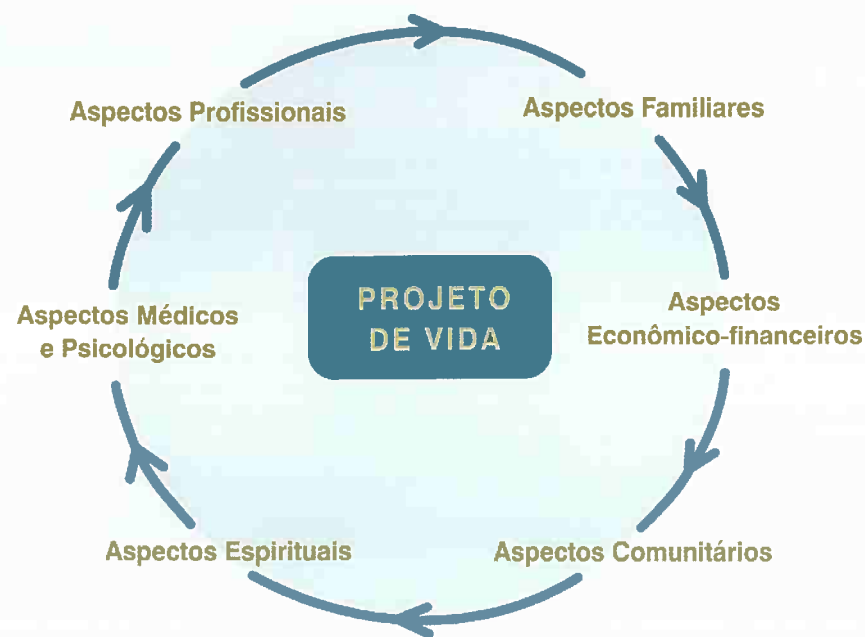 Aspectos Profissionais
Aspectos Familiares
PROJETO
DE VIDA
Aspectos Médicos
e Psicológicos
Aspectos
Econômico-financeiros
Aspectos Espirituais
Aspectos Comunitários